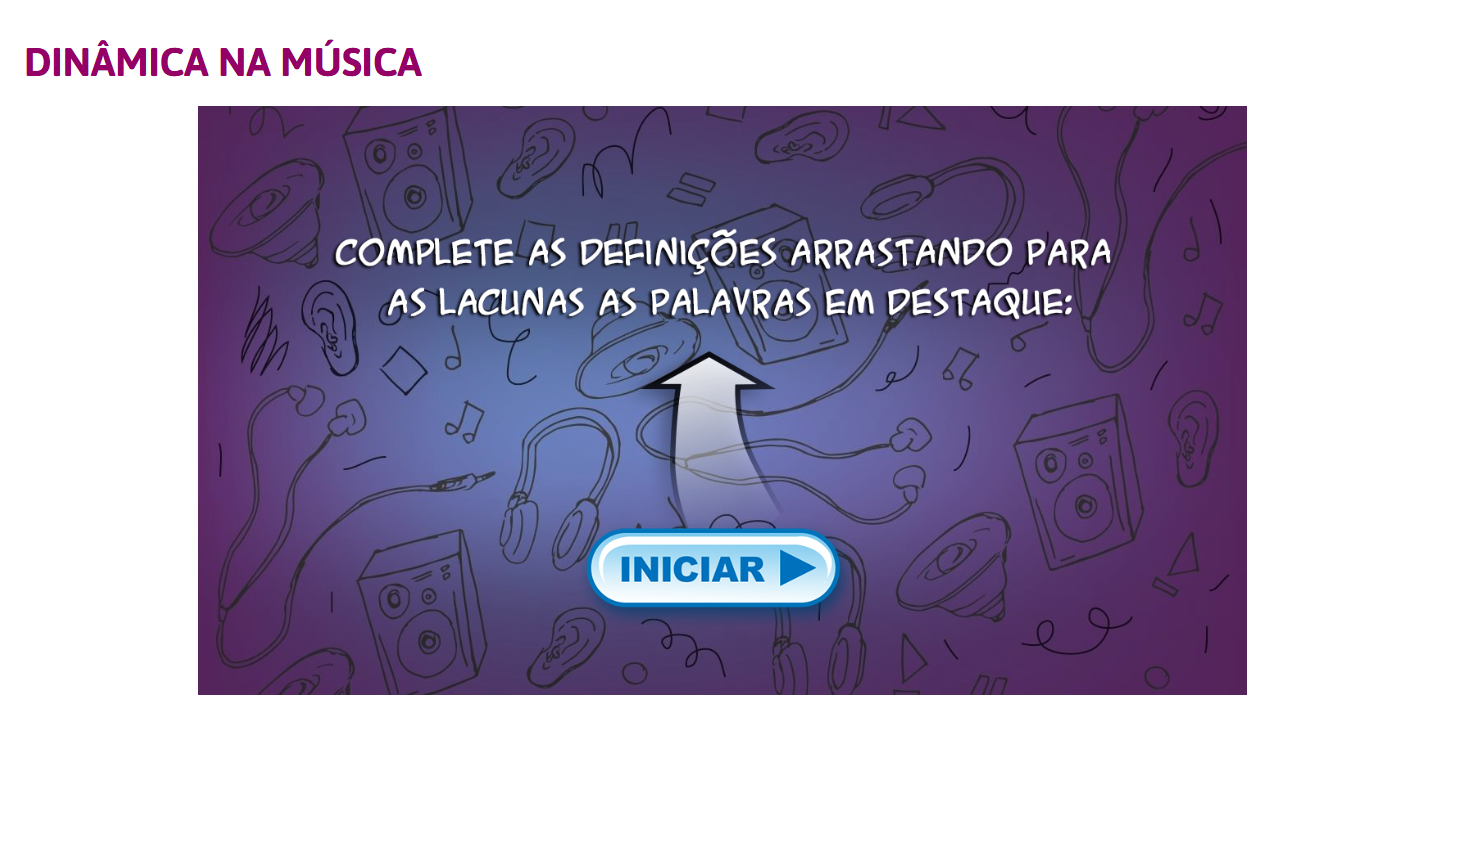 DINÂMICA NA MÚSICA
COMPLETE AS DEFINIÇÕES ARRASTANDO PARA
AS LACUNAS AS PALAVRAS EM DESTAQUE:
INICIAR